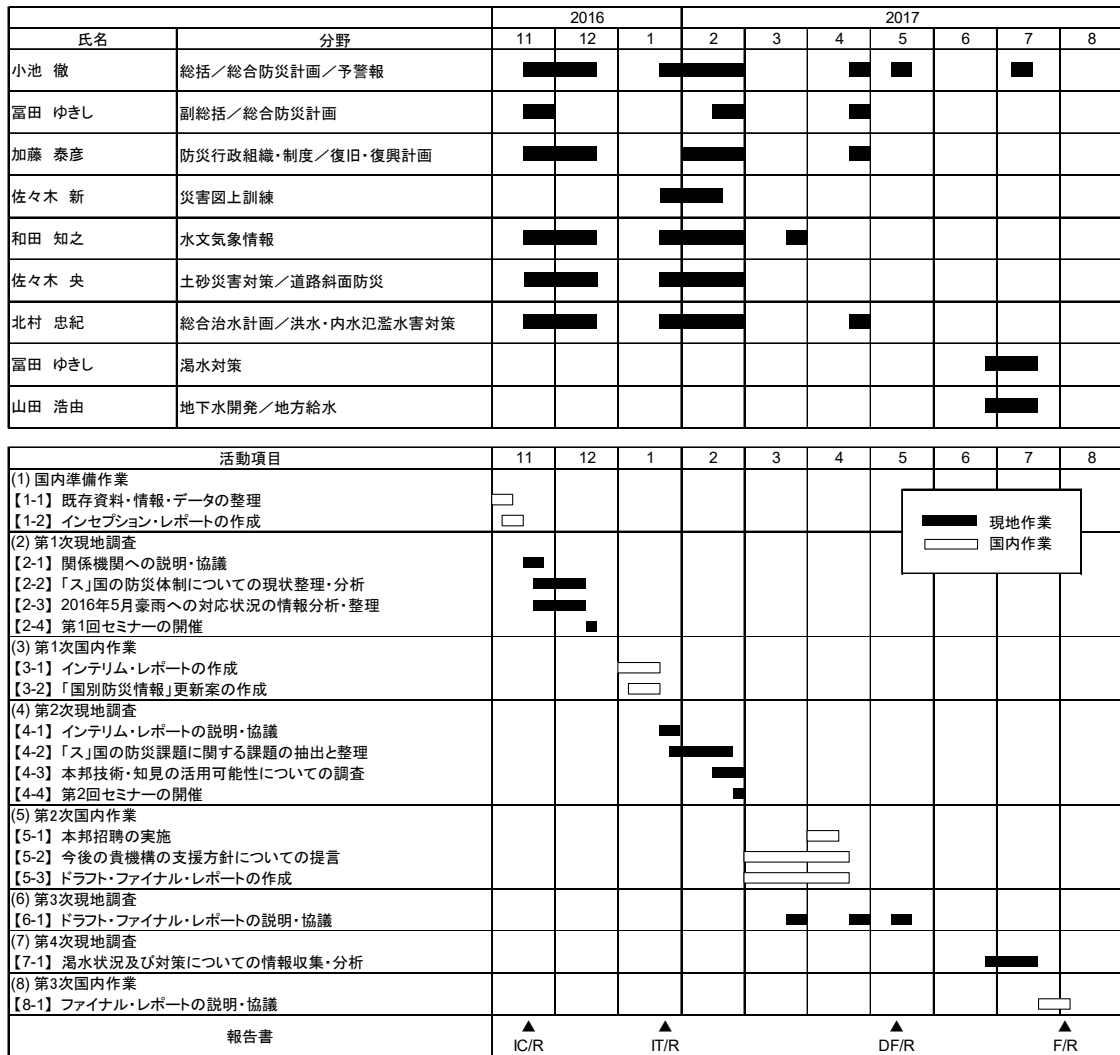 2016 2017
氏名 分野 11 12 1 2 3 4 5 6 7 8
小池 徹 総括／総合防災計画／予警報
冨田 ゆきし 副総括／総合防災計画
加藤 泰彦 防災行政組織・制度／復旧・復興計画
佐々木 新 災害図上訓練
和田 知之 水文気象情報
佐々木 央 土砂災害対策／道路斜面防災
北村 忠紀 総合治水計画／洪水・内水氾濫水害対策
冨田 ゆきし 渇水対策
山田 浩由 地下水開発／地方給水
活動項目 11 12 1 2 3 4 5 6 7 8
(1) 国内準備作業
【1-1】 既存資料・情報・データの整理
【1-2】 インセプション・レポートの作成
現地作業
国内作業
(2) 第1次現地調査
【2-1】 関係機関への説明・協議
【2-2】 「ス」国の防災体制についての現状整理・分析
【2-3】 2016年5月豪雨への対応状況の情報分析・整理
【2-4】 第1回セミナーの開催
(3) 第1次国内作業
【3-1】 インテリム・レポートの作成
【3-2】 「国別防災情報」更新案の作成
(4) 第2次現地調査
【4-1】 インテリム・レポートの説明・協議
【4-2】 「ス」国の防災課題に関する課題の抽出と整理
【4-3】 本邦技術・知見の活用可能性についての調査
【4-4】 第2回セミナーの開催
(5) 第2次国内作業
【5-1】 本邦招聘の実施
【5-2】 今後の貴機構の支援方針についての提言
【5-3】 ドラフト・ファイナル・レポートの作成
(6) 第3次現地調査
【6-1】 ドラフト・ファイナル・レポートの説明・協議
(7) 第4次現地調査
【7-1】 渇水状況及び対策についての情報収集・分析
(8) 第3次国内作業
【8-1】 ファイナル・レポートの説明・協議
報告書 ▲ ▲ ▲ ▲
IC/R IT/R DF/R F/R